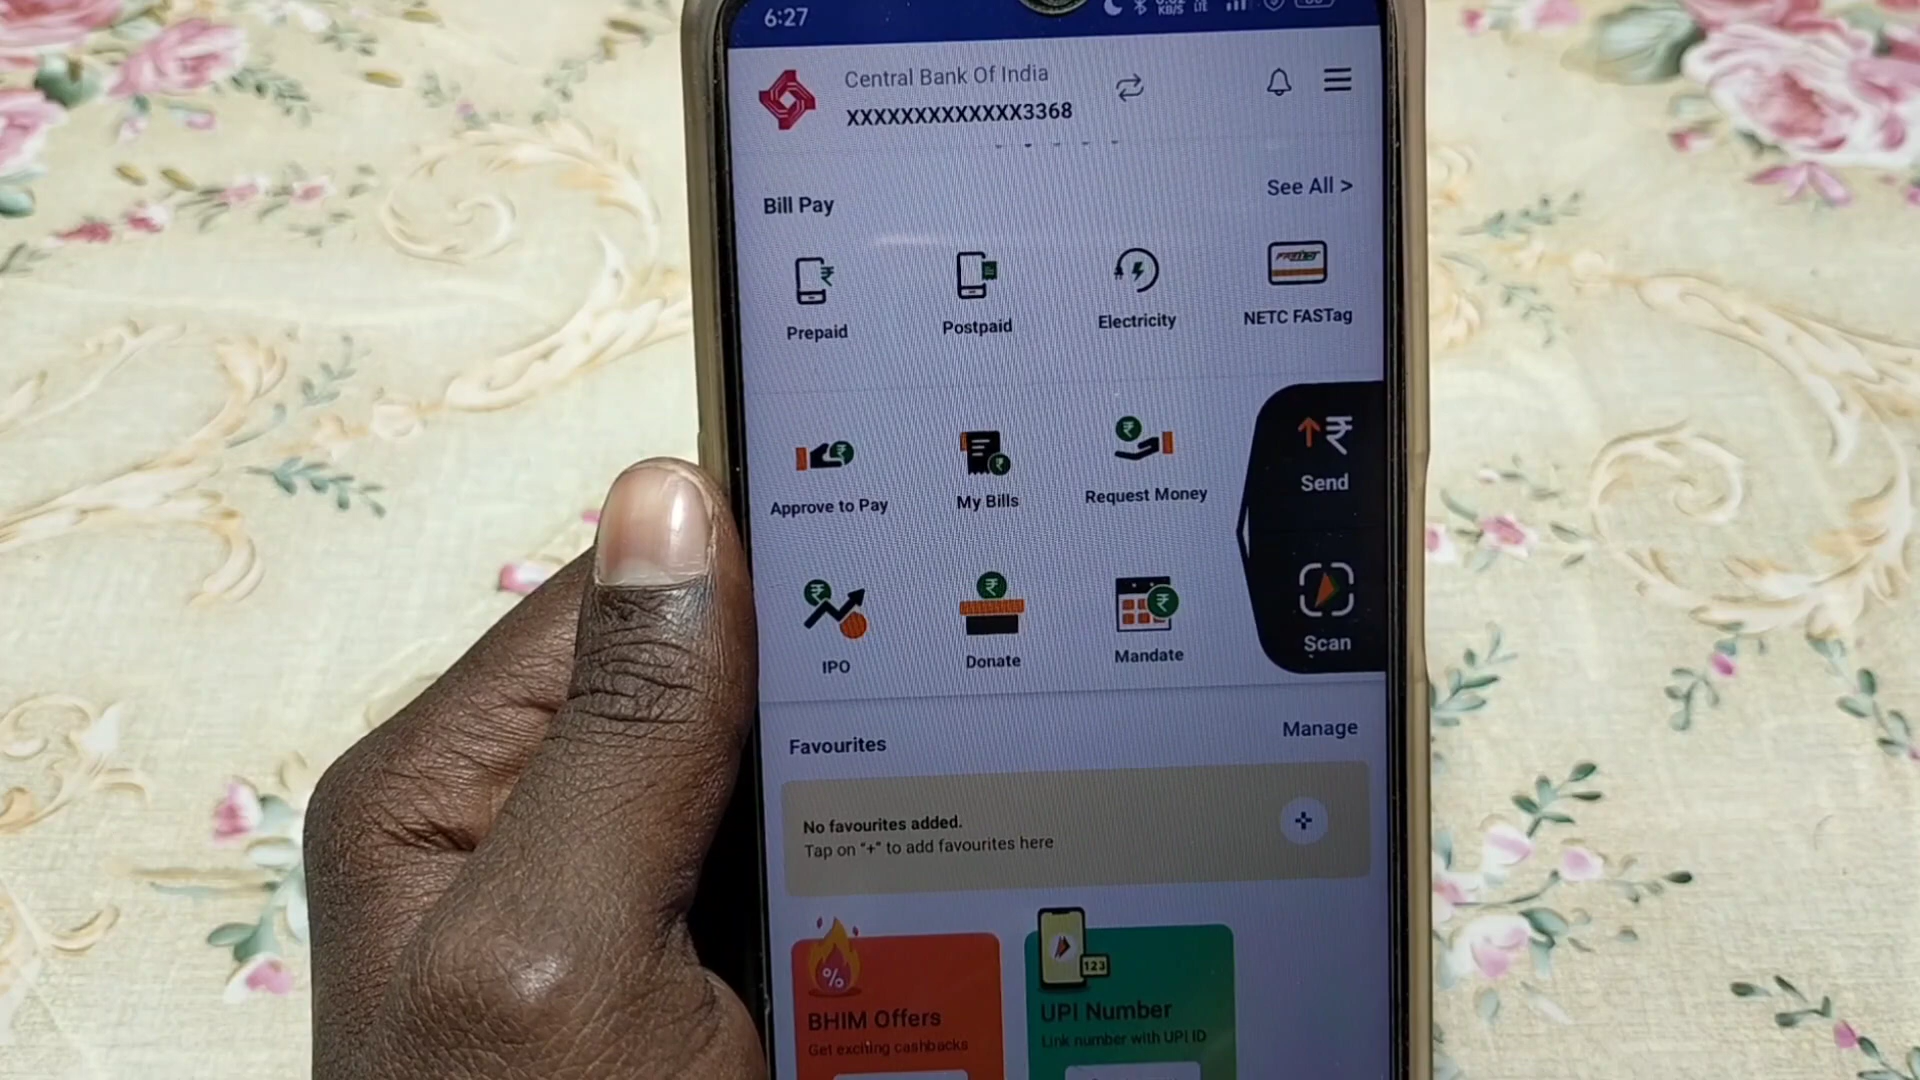 6:27
KB/S
Central Bank Of India
XXXXXXXXXXXXX3368
Bill Pay
See All >
Prepaid
Postpaid
Electricity
NETC FASTag
Approve to Pay
My Bills
Request Money
Send
IPO
Donate
Mandate
Scan
Favourites
Manage
No favourites added.
Tap on "+" to add favourites here
%
123
BHIM Offers
Get exciting cashbacks
UPI Number
Link number with UPI ID